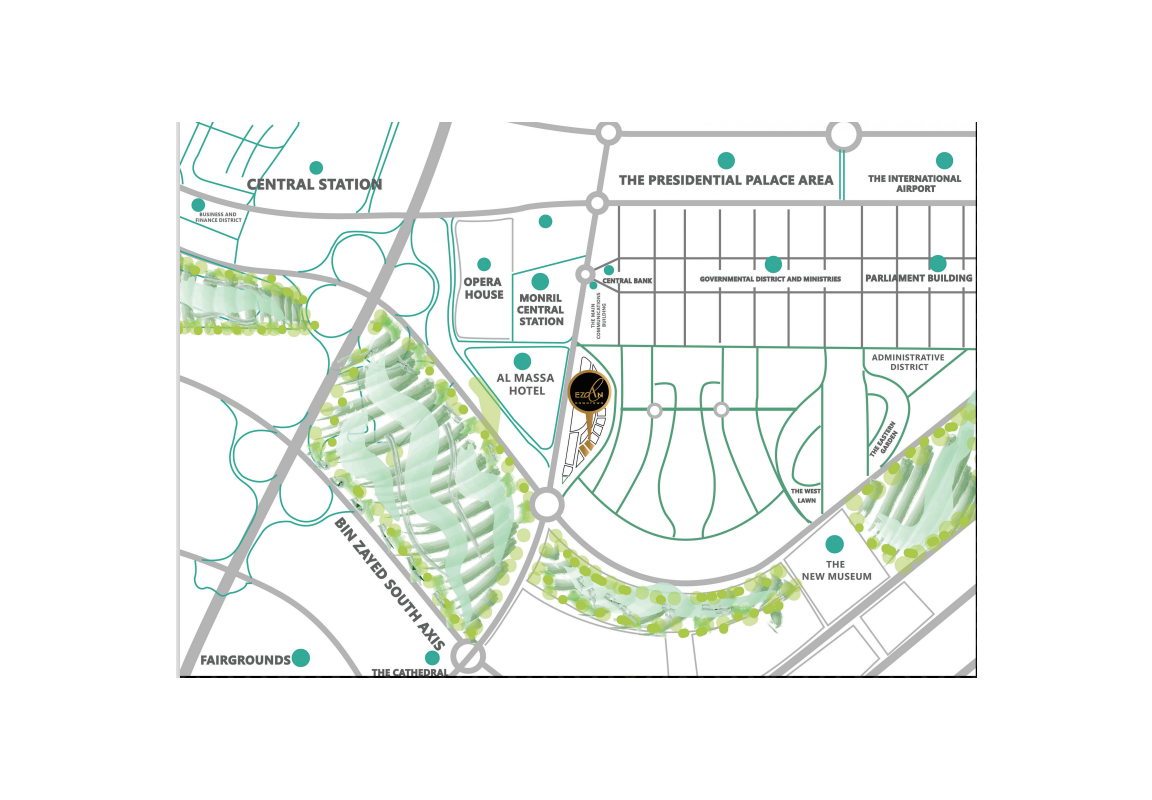 CENTRAL STATION
THE PRESIDENTIAL PALACE AREA
THE INTERNATIONAL
AIRPORT
BUSINESS AND
FINANCE DISTRICT
OPERA
HOUSE
MONRIL
CENTRAL
STATION
CENTRAL BANK
GOVERNMENTAL DISTRICT AND MINISTRIES
PARLIAMENT BUILDING
THE MAIN
COMMUNICATIONS
BUILDING
AL MASSA
HOTEL
EZDAN
ADMINISTRATIVE
DISTRICT
THE EASTERN
GARDEN
THE WEST
LAWN
BIN ZAYED SOUTH AXIS
THE
NEW MUSEUM
FAIRGROUNDS
THE CATHEDRAL